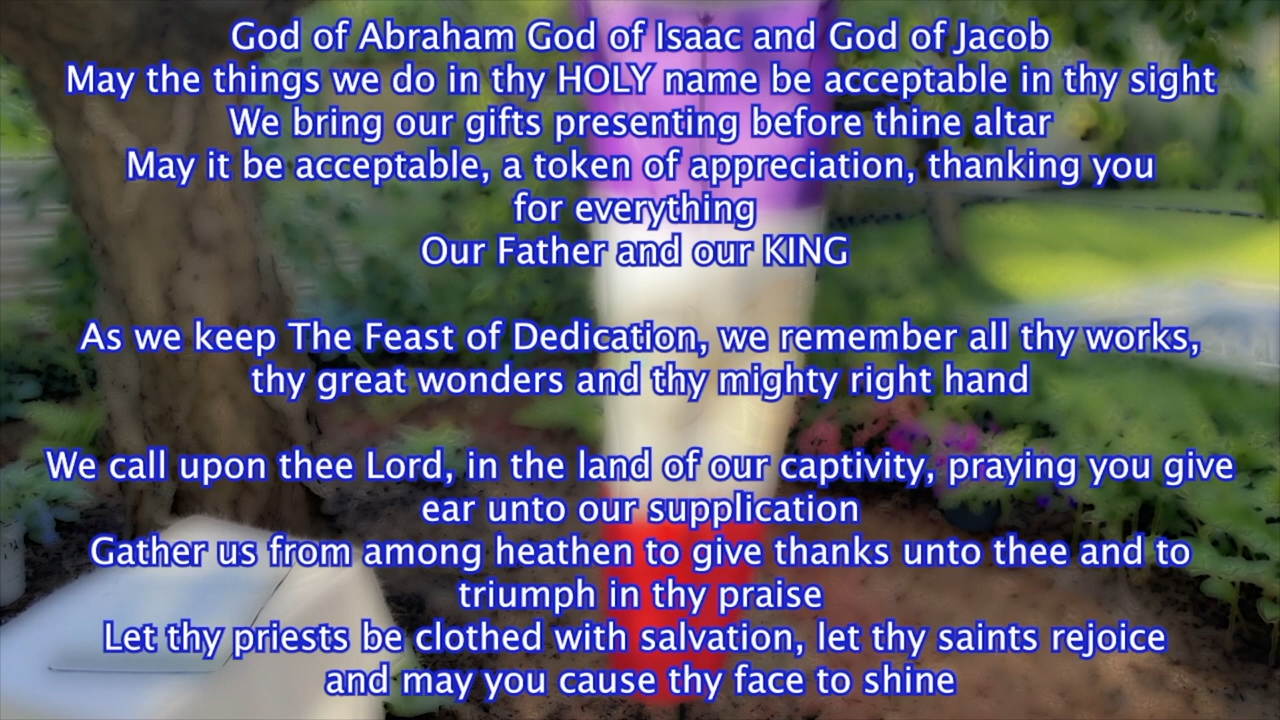 God of Abraham God of Isaac and God of Jacob
May the things we do in thy HOLY name be acceptable in thy sight
We bring our gifts presenting before thine altar
May it be acceptable, a token of appreciation, thanking you
for everything
Our Father and our KING
As we keep The Feast of Dedication, we remember all thy works,
thy great wonders and thy mighty right hand
We call upon thee Lord, in the land of our captivity, praying you give
ear unto our supplication
Gather us from among heathen to give thanks unto thee and to
triumph in thy praise
Let thy priests be clothed with salvation, let thy saints rejoice
and may you cause thy face to shine